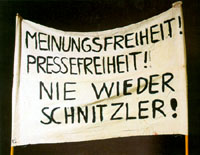 MEINUNGSFREIHEIT!
PRESSEFREIHEIT!!
NIE WIEDER
SCHNITZLER!